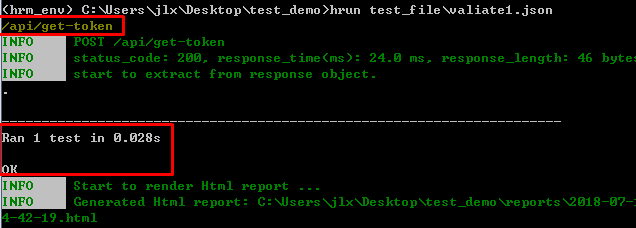 (hrm_env) C:\Users\jlx\Desktop\test_demo>hrun test_file\valiate1.json
/api/get-token
INFO POST /api/get-token
INFO status_code: 200, response_time(ms): 24.0 ms, response_length: 46 bytes
INFO start to extract from response object.
.
----------------------------------------------------------------------
Ran 1 test in 0.028s
OK
INFO Start to render Html report ...
INFO Generated Html report: C:\Users\jlx\Desktop\test_demo\reports\2018-07-1
4-42-19.html